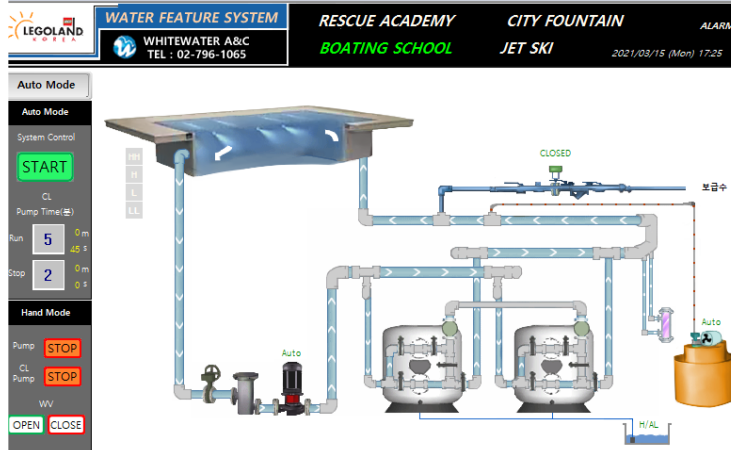 LEGOLAND
KOREA
WATER FEATURE SYSTEM
WHITEWATER A&C
TEL : 02-796-1065
RESCUE ACADEMY
CITY FOUNTAIN
ALARM
BOATING SCHOOL
JET SKI
2021/03/15 (Mon) 17:25
Auto Mode
Auto Mode
System Control
START
CL
Pump Time(분)
Run 5 0 m
45 s
Stop 2 0 m
0 s
Hand Mode
Pump STOP
CL
Pump STOP
WV
OPEN CLOSE
HH
H
L
LL
CLOSED
보급수
Auto
Auto
H/AL